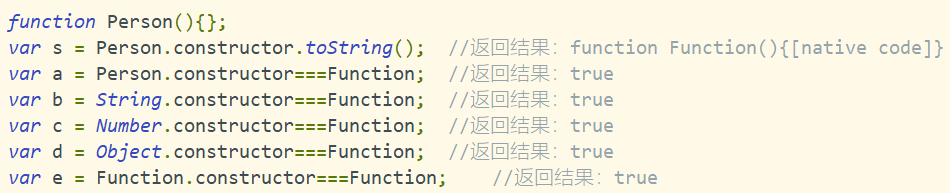 function Person(){};
var s = Person.constructor.toString();  //返回结果：function Function(){[native code]}
var a = Person.constructor===Function;  //返回结果：true
var b = String.constructor===Function;  //返回结果：true
var c = Number.constructor===Function;  //返回结果：true
var d = Object.constructor===Function;  //返回结果：true
var e = Function.constructor===Function;    //返回结果：true